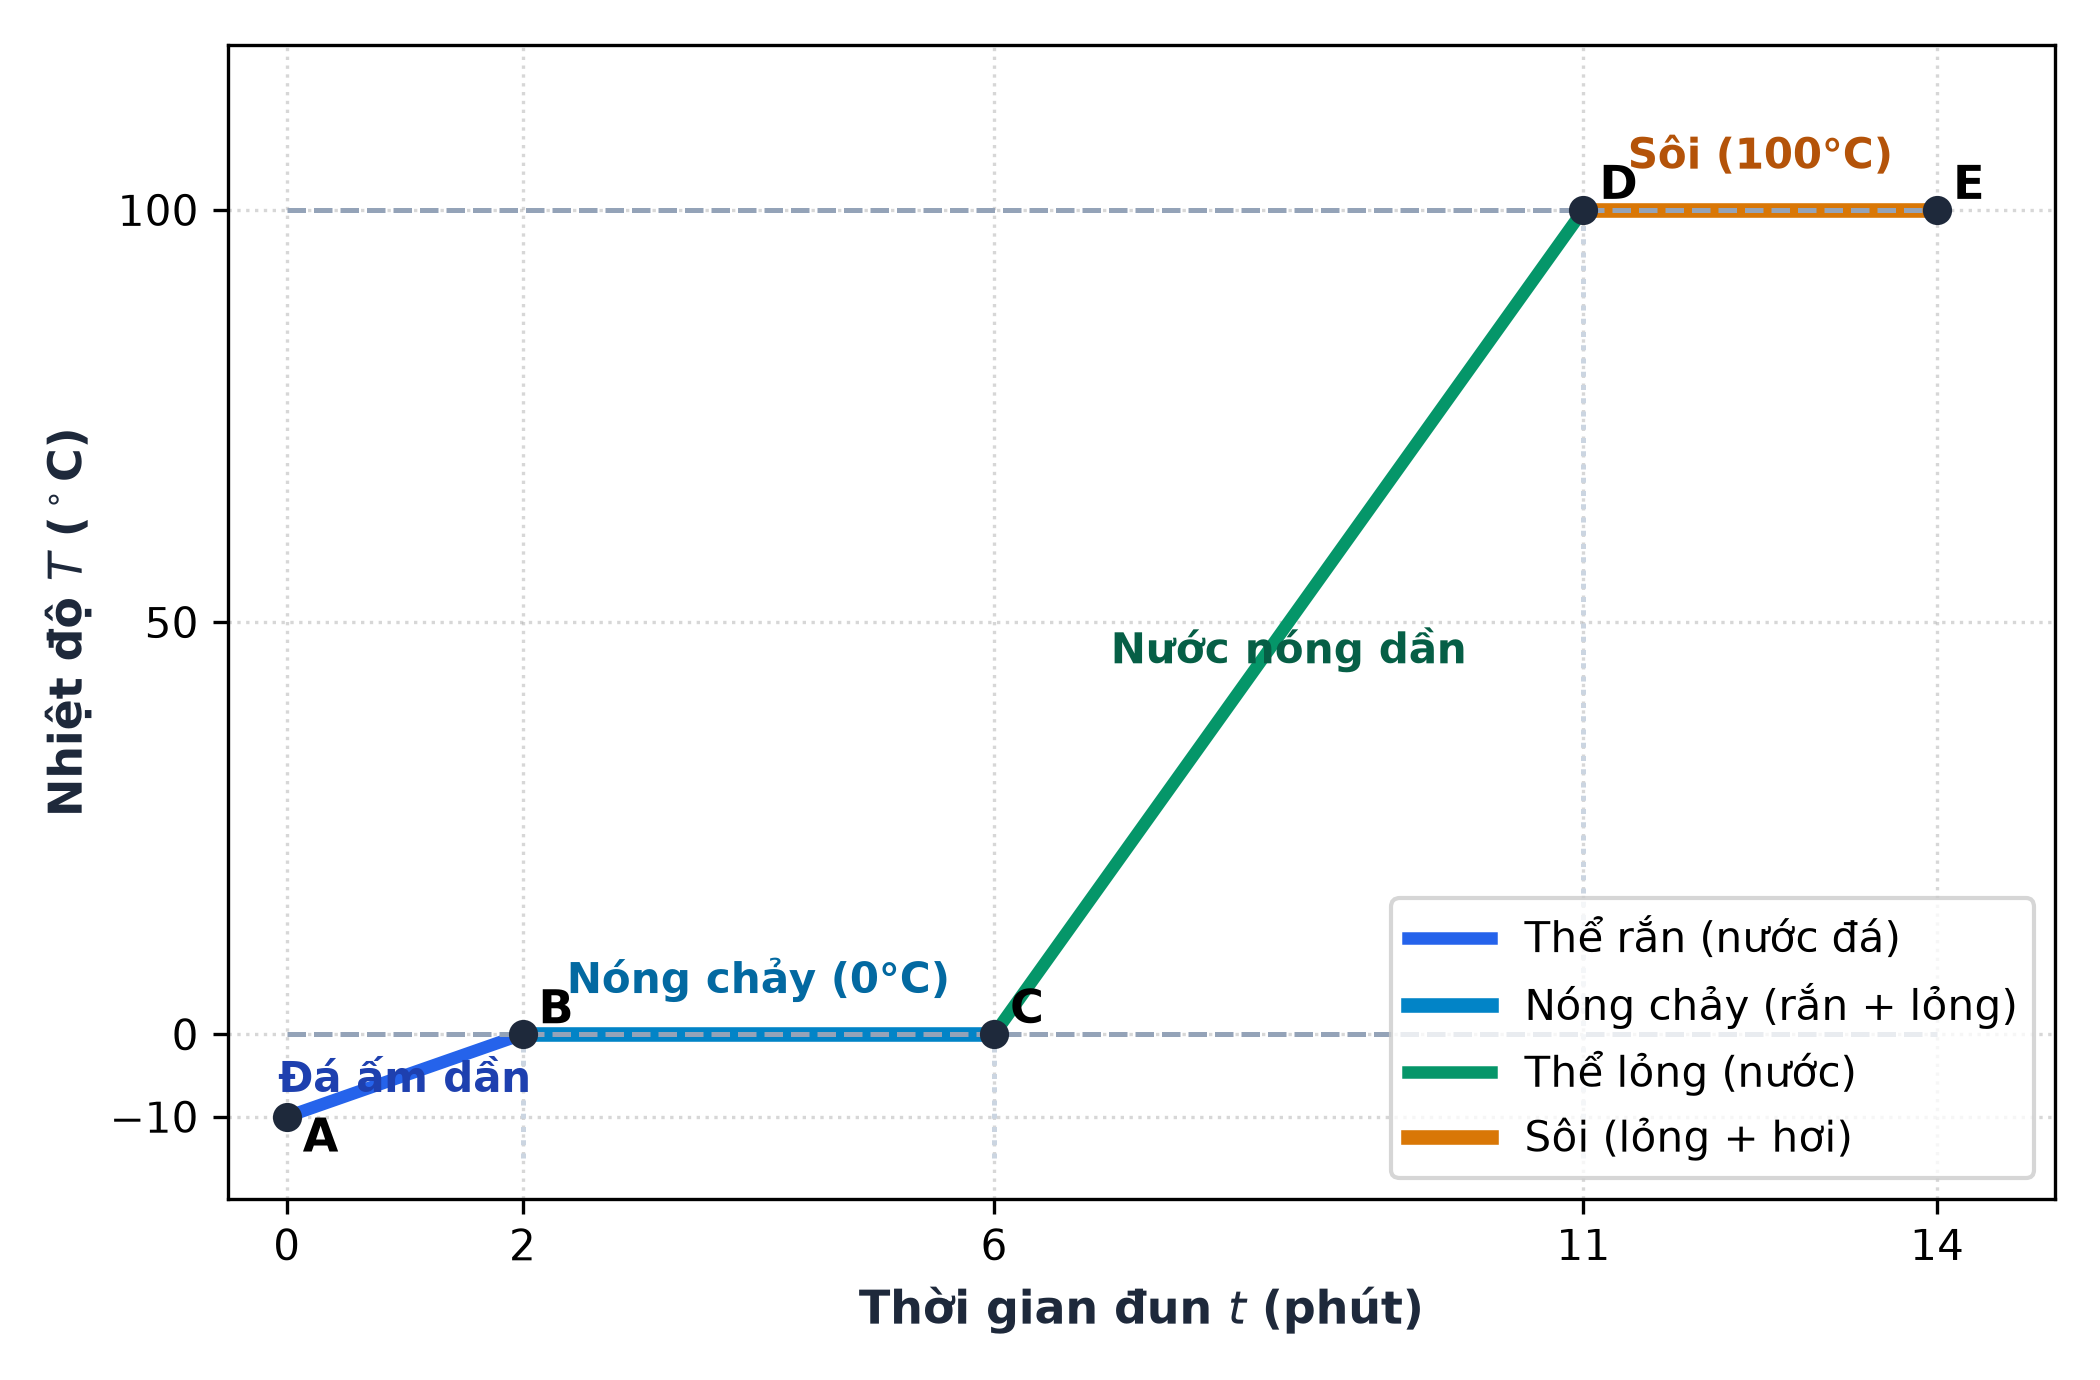 Sôi (100°C)
D
E
100
50
Nước nóng dần
Nóng chảy (0°C)
B
C
0
Đá ấm dần
−10
A
Nhiệt độ T (°C)
Thể rắn (nước đá)
Nóng chảy (rắn + lỏng)
Thể lỏng (nước)
Sôi (lỏng + hơi)
0
2
6
11
14
Thời gian đun t (phút)